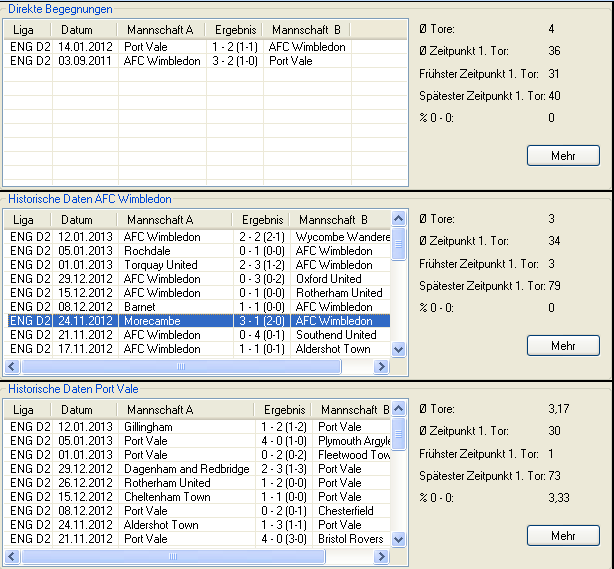 Direkte Begegnungen
Liga Datum Mannschaft A Ergebnis Mannschaft B
ENG D2 14.01.2012 Port Vale 1 - 2 (1-1) AFC Wimbledon
ENG D2 03.09.2011 AFC Wimbledon 3 - 2 (1-0) Port Vale
Ø Tore: 4
Ø Zeitpunkt 1. Tor: 36
Frühster Zeitpunkt 1. Tor: 31
Spätester Zeitpunkt 1. Tor: 40
% 0 - 0: 0
Mehr
Historische Daten AFC Wimbledon
Liga Datum Mannschaft A Ergebnis Mannschaft B
ENG D2 12.01.2013 AFC Wimbledon 2 - 2 (2-1) Wycombe Wandere
ENG D2 05.01.2013 Rochdale 0 - 1 (0-0) AFC Wimbledon
ENG D2 01.01.2013 Torquay United 2 - 3 (1-2) AFC Wimbledon
ENG D2 29.12.2012 AFC Wimbledon 0 - 3 (0-2) Oxford United
ENG D2 15.12.2012 AFC Wimbledon 0 - 1 (0-0) Rotherham United
ENG D2 08.12.2012 Barnet 1 - 1 (0-0) AFC Wimbledon
ENG D2 24.11.2012 Morecambe 3 - 1 (2-0) AFC Wimbledon
ENG D2 21.11.2012 AFC Wimbledon 0 - 4 (0-1) Southend United
ENG D2 17.11.2012 AFC Wimbledon 1 - 1 (0-1) Aldershot Town
Ø Tore: 3
Ø Zeitpunkt 1. Tor: 34
Frühster Zeitpunkt 1. Tor: 3
Spätester Zeitpunkt 1. Tor: 79
% 0 - 0: 0
Mehr
Historische Daten Port Vale
Liga Datum Mannschaft A Ergebnis Mannschaft B
ENG D2 12.01.2013 Gillingham 1 - 2 (1-2) Port Vale
ENG D2 05.01.2013 Port Vale 4 - 0 (1-0) Plymouth Argyle
ENG D2 01.01.2013 Port Vale 0 - 2 (0-2) Fleetwood Tow
ENG D2 29.12.2012 Dagenham and Redbridge 2 - 3 (1-3) Port Vale
ENG D2 26.12.2012 Rotherham United 1 - 2 (0-0) Port Vale
ENG D2 15.12.2012 Cheltenham Town 1 - 1 (0-0) Port Vale
ENG D2 08.12.2012 Port Vale 0 - 2 (0-1) Chesterfield
ENG D2 24.11.2012 Aldershot Town 1 - 3 (1-1) Port Vale
ENG D2 21.11.2012 Port Vale 4 - 0 (3-0) Bristol Rovers
Ø Tore: 3,17
Ø Zeitpunkt 1. Tor: 30
Frühster Zeitpunkt 1. Tor: 1
Spätester Zeitpunkt 1. Tor: 73
% 0 - 0: 3,33
Mehr